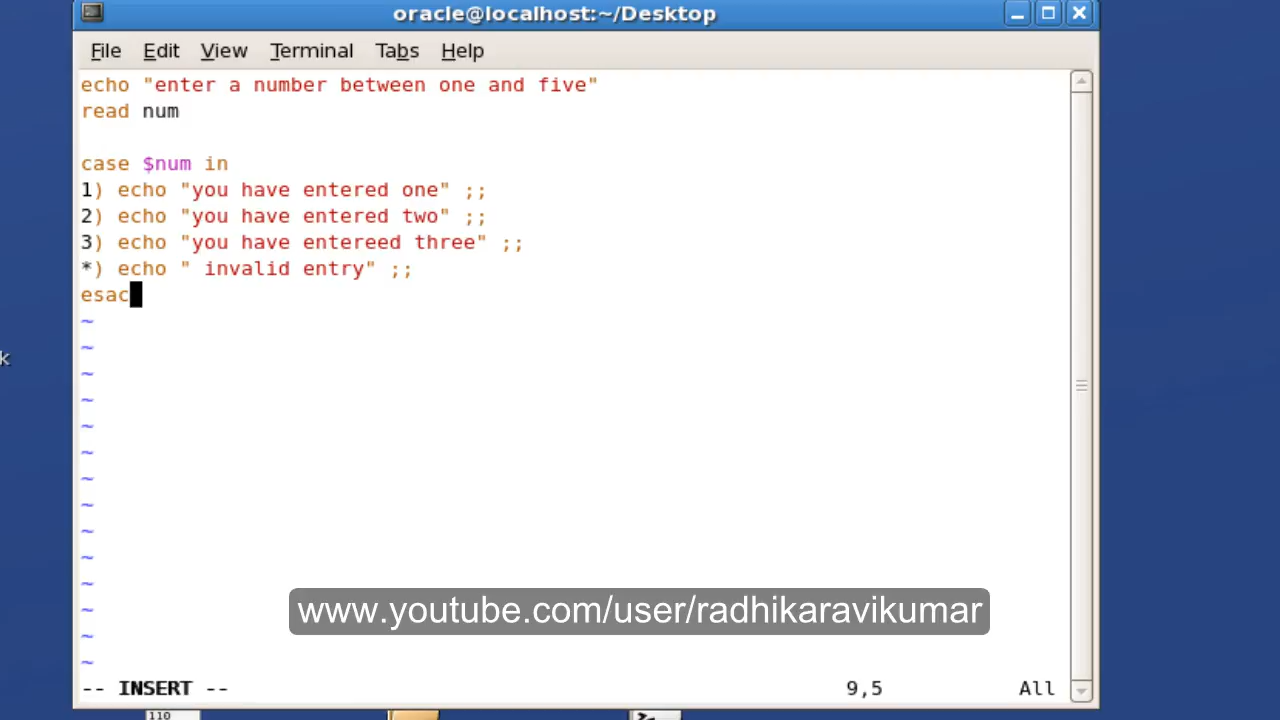 oracle@localhost:~/Desktop
File Edit View Terminal Tabs Help
echo "enter a number between one and five"
read num
case $num in
1) echo "you have entered one" ;;
2) echo "you have entered two" ;;
3) echo "you have entereed three" ;;
*) echo " invalid entry" ;;
esac
~
~
~
~
~
~
~
~
~
~
~
~
~
~
k
www.youtube.com/user/radhikaravikumar
-- INSERT -- 9,5 All
110